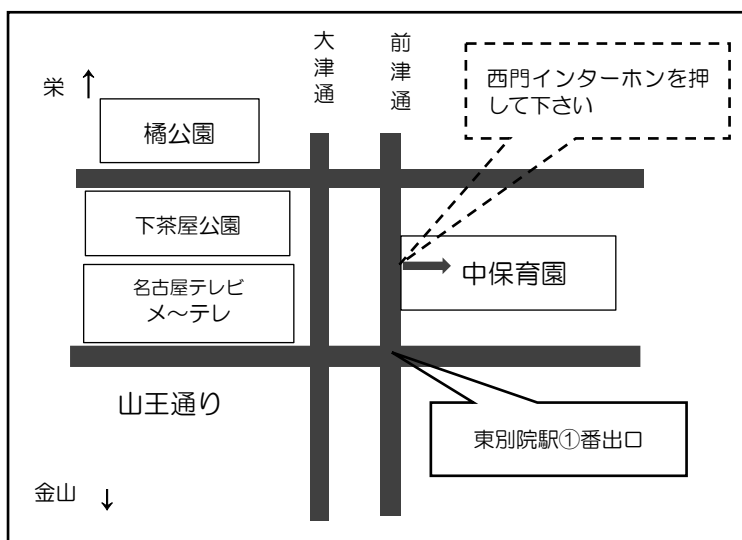 大津通
前津通
栄 ↑
西門インターホンを押
して下さい
橘公園
下茶屋公園
中保育園
名古屋テレビ
メ~テレ
山王通り
東別院駅①番出口
金山 ↓